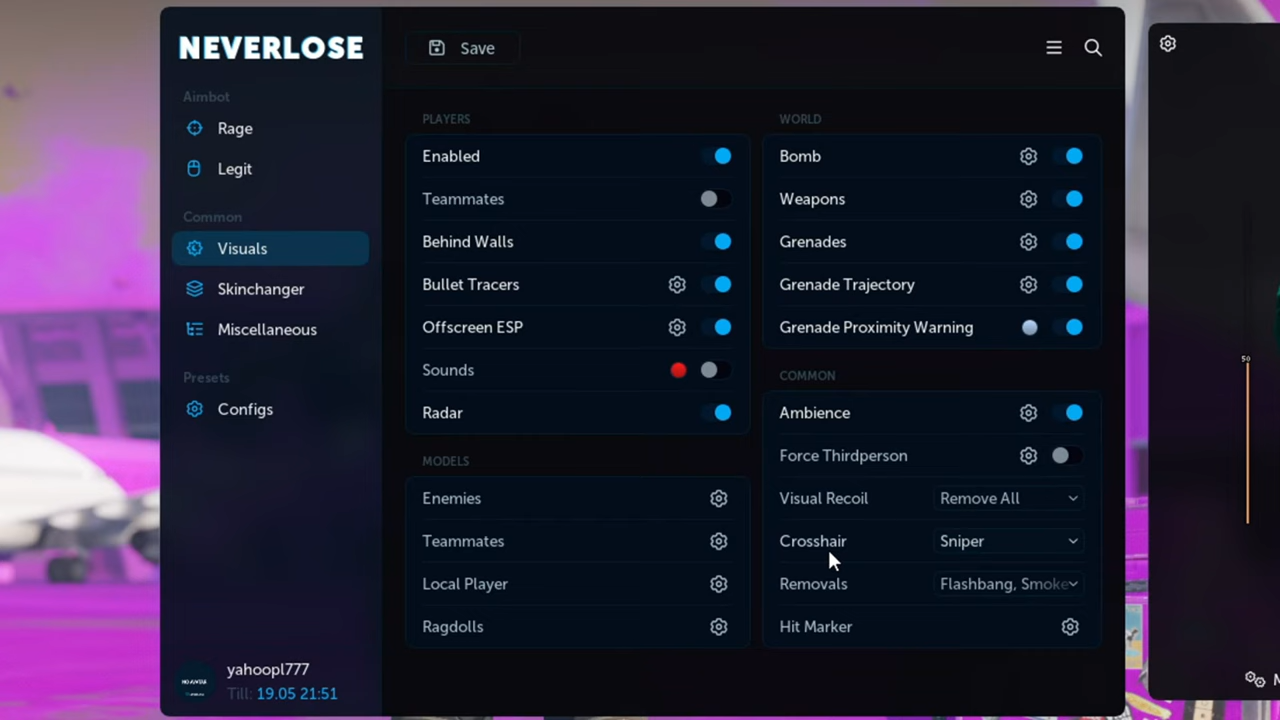 NEVERLOSE
Save
Aimbot
Rage
Legit
Common
Visuals
Skinchanger
Miscellaneous
Presets
Configs
yahoopl777
Till: 19.05 21:51
PLAYERS
Enabled
Teammates
Behind Walls
Bullet Tracers
Offscreen ESP
Sounds
Radar
MODELS
Enemies
Teammates
Local Player
Ragdolls
WORLD
Bomb
Weapons
Grenades
Grenade Trajectory
Grenade Proximity Warning
COMMON
Ambience
Force Thirdperson
Visual Recoil Remove All
Crosshair Sniper
Removals Flashbang, Smoke
Hit Marker
50
M